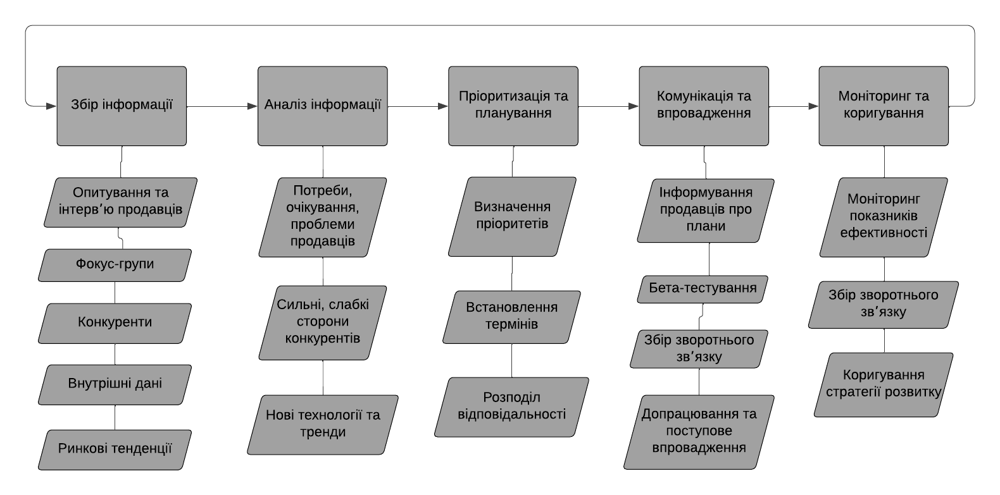 Збір інформації
Аналіз інформації
Пріоритизація та
планування
Комунікація та
впровадження
Моніторинг та
коригування
Опитування та
інтерв’ю продавців
Фокус-групи
Конкуренти
Внутрішні дані
Ринкові тенденції
Потреби,
очікування,
проблеми
продавців
Сильні, слабкі
сторони
конкурентів
Нові технології та
тренди
Визначення
пріоритетів
Встановлення
термінів
Розподіл
відповідальності
Інформування
продавців про
плани
Бета-тестування
Збір зворотнього
зв’язку
Допрацювання та
поступове
впровадження
Моніторинг
показників
ефективності
Збір зворотнього
зв’язку
Коригування
стратегії розвитку